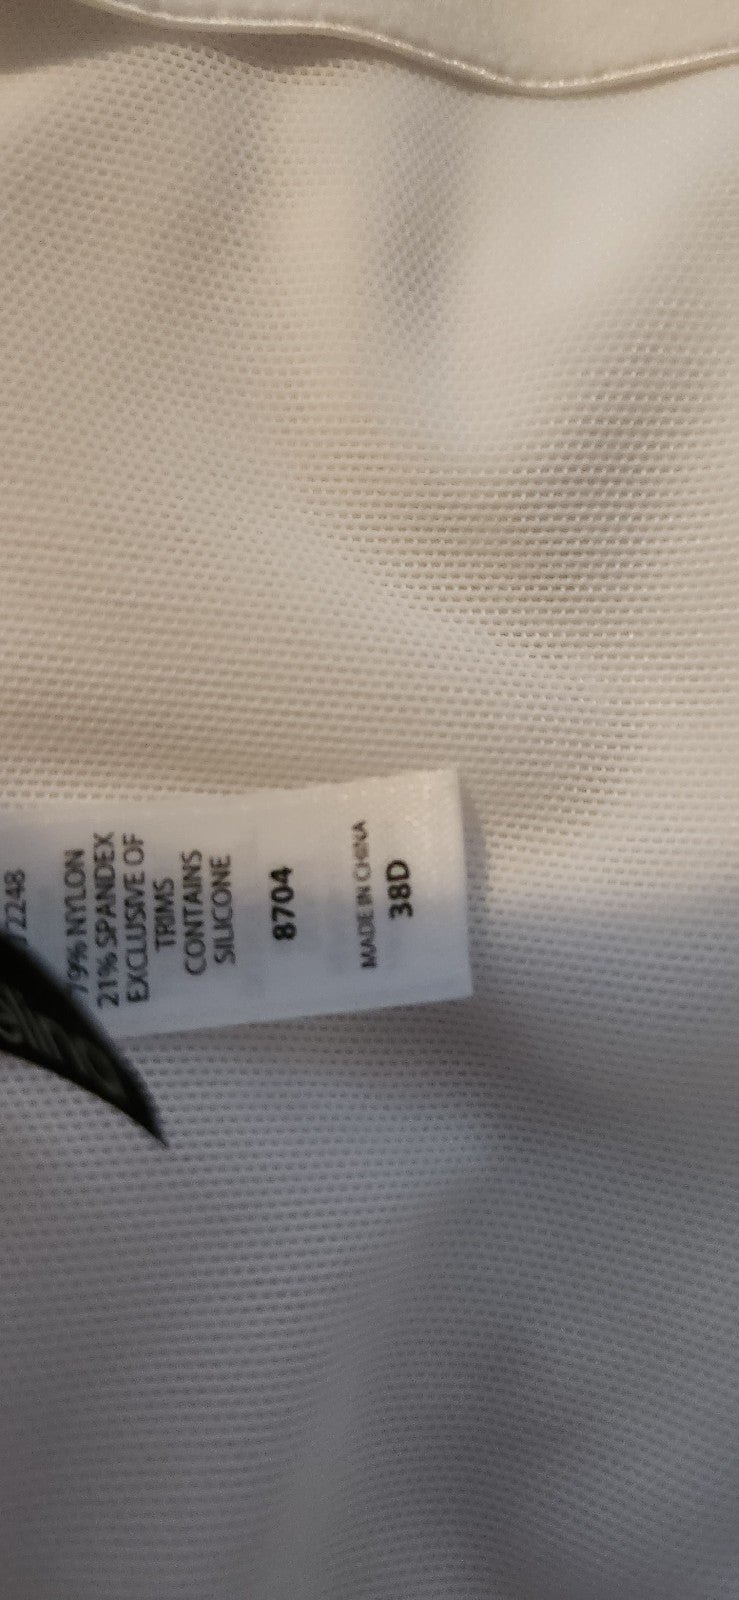 79% NYLON
21% SPANDEX
EXCLUSIVE OF
TRIMS
CONTAINS
SILICONE
8704
MADE IN CHINA
38D